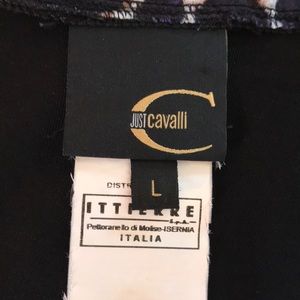 JUST cavalli
C
L
DISTR
ITTIERRE
S.p.A.
Pettoranello di Molise-ISERNIA
ITALIA